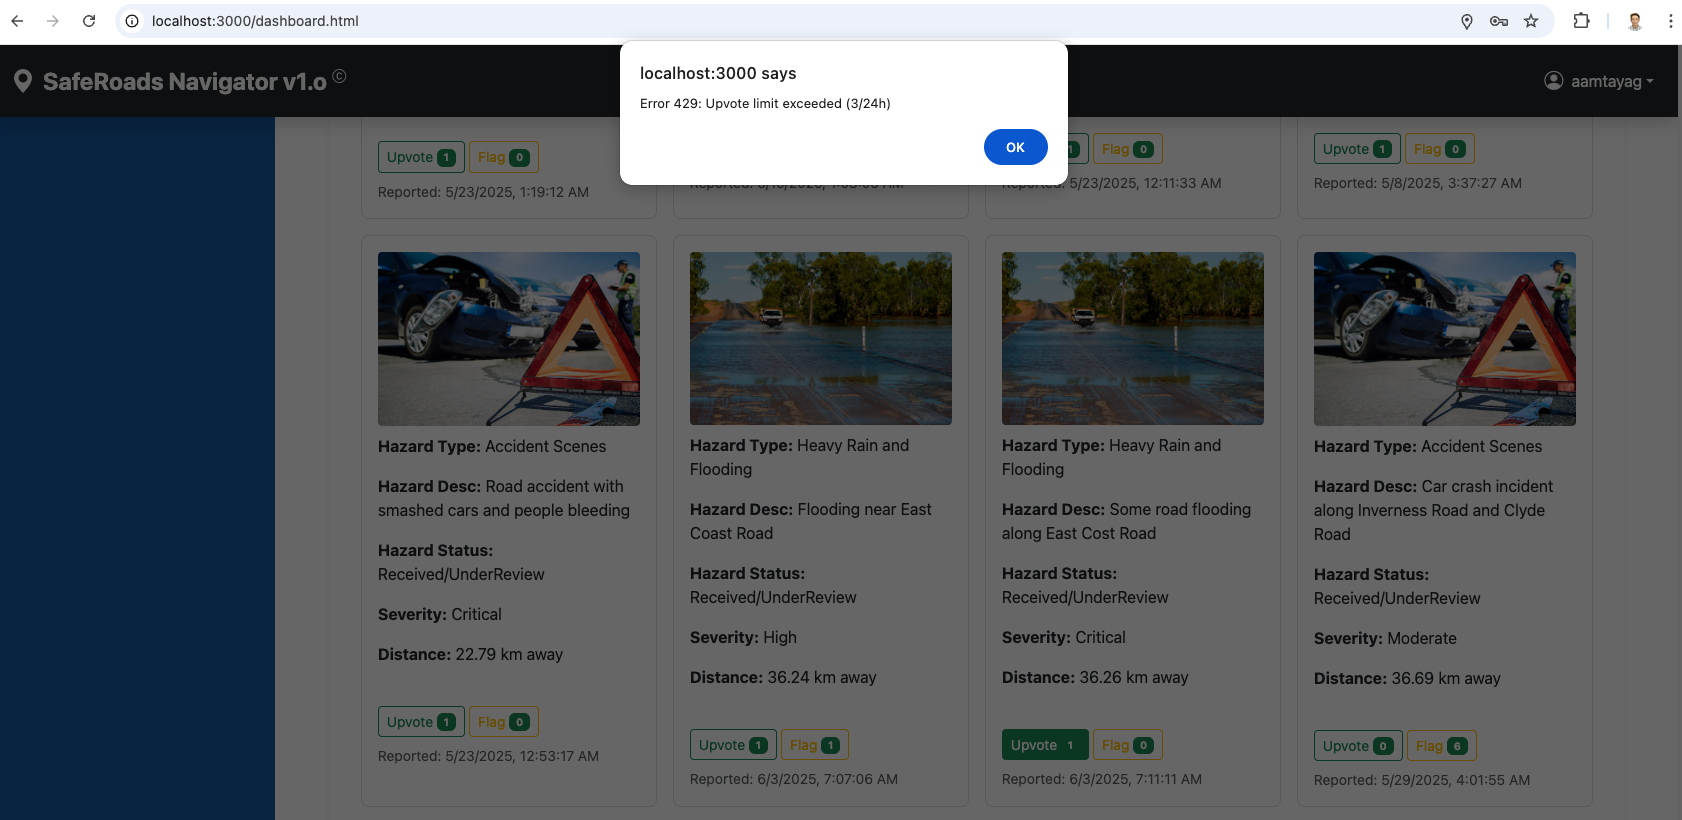 localhost:3000/dashboard.html
SafeRoads Navigator v1.o ©
aamtayag
localhost:3000 says
Error 429: Upvote limit exceeded (3/24h)
OK
Upvote 1 Flag 0
Reported: 5/23/2025, 1:19:12 AM
1 Flag 0
Reported: 5/23/2025, 12:11:33 AM
Upvote 1 Flag 0
Reported: 5/8/2025, 3:37:27 AM
Hazard Type: Accident Scenes
Hazard Desc: Road accident with
smashed cars and people bleeding
Hazard Status:
Received/UnderReview
Severity: Critical
Distance: 22.79 km away
Upvote 1 Flag 0
Reported: 5/23/2025, 12:53:17 AM
Hazard Type: Heavy Rain and
Flooding
Hazard Desc: Flooding near East
Coast Road
Hazard Status:
Received/UnderReview
Severity: High
Distance: 36.24 km away
Upvote 1 Flag 1
Reported: 6/3/2025, 7:07:06 AM
Hazard Type: Heavy Rain and
Flooding
Hazard Desc: Some road flooding
along East Cost Road
Hazard Status:
Received/UnderReview
Severity: Critical
Distance: 36.26 km away
Upvote 1 Flag 0
Reported: 6/3/2025, 7:11:11 AM
Hazard Type: Accident Scenes
Hazard Desc: Car crash incident
along Inverness Road and Clyde
Road
Hazard Status:
Received/UnderReview
Severity: Moderate
Distance: 36.69 km away
Upvote 0 Flag 6
Reported: 5/29/2025, 4:01:55 AM